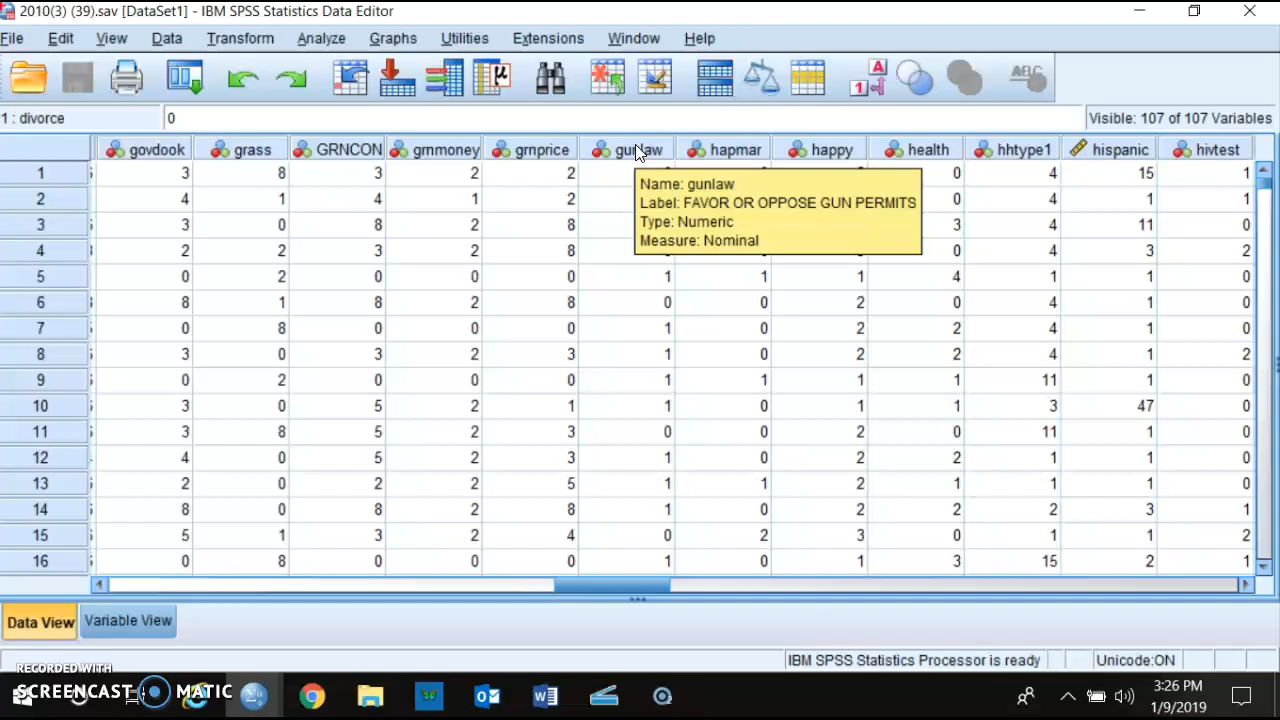 2010(3) (39).sav [DataSet1] - IBM SPSS Statistics Data Editor
File Edit View Data Transform Analyze Graphs Utilities Extensions Window Help
1 A
ABC
1 : divorce 0 Visible: 107 of 107 Variables
govdook grass GRNCON grnmoney grnprice gunlaw hapmar happy health hhtype1 hispanic hivtest
1 3 8 3 2 2 0 4 15 1
2 4 1 4 1 2 0 4 1 1
3 3 0 8 2 8 3 4 11 0
4 2 2 3 2 8 0 4 3 2
5 0 2 0 0 0 1 1 1 4 1 1 0
6 8 1 8 2 8 0 0 2 0 4 1 0
7 0 8 0 0 0 1 0 2 2 4 1 0
8 3 0 3 2 3 1 0 2 2 4 1 2
9 0 2 0 0 0 1 1 1 1 11 1 0
10 3 0 5 2 1 1 0 1 1 3 47 0
11 3 8 5 2 3 0 0 2 0 11 1 0
12 4 0 5 2 3 1 0 2 2 1 1 0
13 2 0 2 2 5 1 1 2 1 1 1 0
14 8 0 8 2 8 1 0 2 2 2 3 1
15 5 1 3 2 4 0 2 3 0 1 1 2
16 0 8 0 0 0 1 0 1 3 15 2 1
Name: gunlaw
Label: FAVOR OR OPPOSE GUN PERMITS
Type: Numeric
Measure: Nominal
Data View Variable View
IBM SPSS Statistics Processor is ready Unicode:ON
RECORDED WITH
SCREENCAST MATIC
3:26 PM
1/9/2019